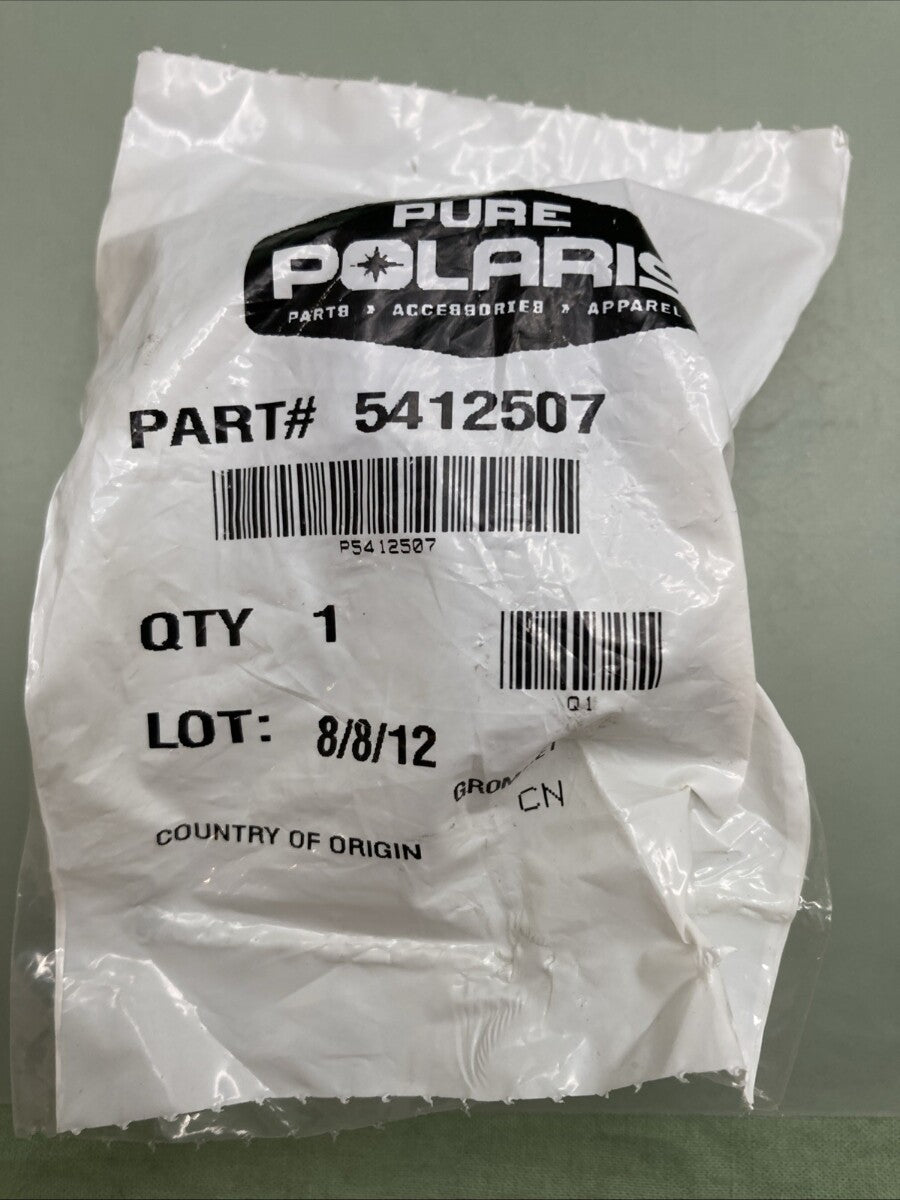 PURE
POLARIS
PARTS ACCESSORIES APPAREL
PART# 5412507
P5412507
QTY 1
Q1
LOT: 8/8/12
CN
COUNTRY OF ORIGIN